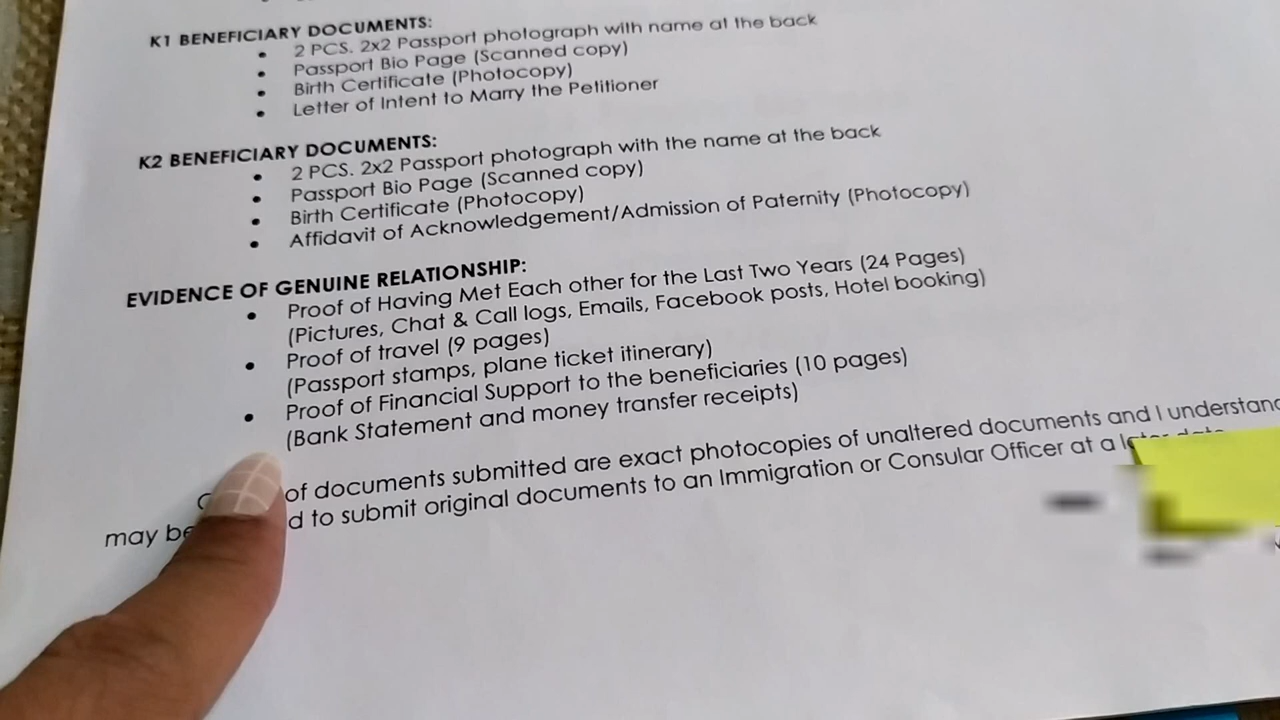 K1 BENEFICIARY DOCUMENTS:
• 2 PCS. 2x2 Passport photograph with name at the back
• Passport Bio Page (Scanned copy)
• Birth Certificate (Photocopy)
• Letter of Intent to Marry the Petitioner
K2 BENEFICIARY DOCUMENTS:
• 2 PCS. 2x2 Passport photograph with the name at the back
• Passport Bio Page (Scanned copy)
• Birth Certificate (Photocopy)
• Affidavit of Acknowledgement/Admission of Paternity (Photocopy)
EVIDENCE OF GENUINE RELATIONSHIP:
• Proof of Having Met Each other for the Last Two Years (24 Pages)
(Pictures, Chat & Call logs, Emails, Facebook posts, Hotel booking)
• Proof of travel (9 pages)
(Passport stamps, plane ticket itinerary)
• Proof of Financial Support to the beneficiaries (10 pages)
(Bank Statement and money transfer receipts)
of documents submitted are exact photocopies of unaltered documents and I understand
may be to submit original documents to an Immigration or Consular Officer at a